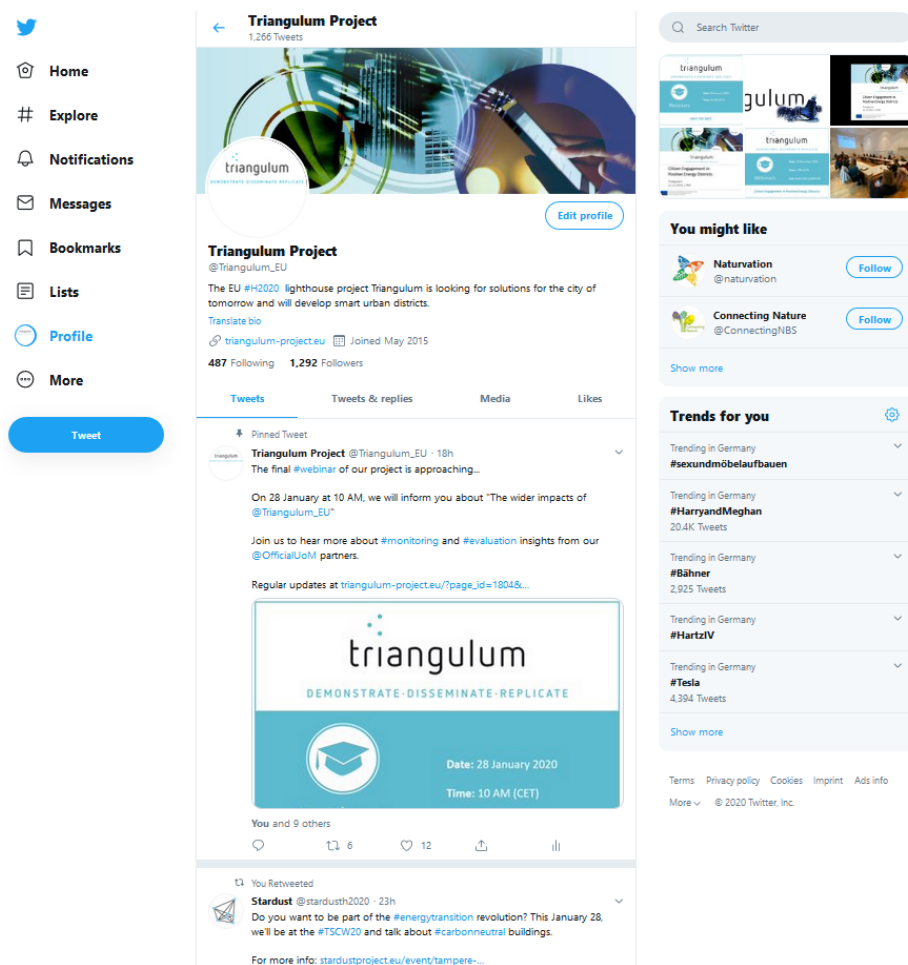 Home
Explore
Notifications
Messages
Bookmarks
Lists
Profile
More
Tweet
Triangulum Project
1,266 Tweets
triangulum
DEMONSTRATE·DISSEMINATE·REPLICATE
Edit profile
Triangulum Project
@Triangulum_EU
The EU #H2020 lighthouse project Triangulum is looking for solutions for the city of
tomorrow and will develop smart urban districts.
Translate bio
triangulum-project.eu Joined May 2015
487 Following 1,292 Followers
Tweets Tweets & replies Media Likes
Pinned Tweet
Triangulum Project @Triangulum_EU · 18h
The final #webinar of our project is approaching...
On 28 January at 10 AM, we will inform you about "The wider impacts of
@Triangulum_EU"
Join us to hear more about #monitoring and #evaluation insights from our
@OfficialUoM partners.
Regular updates at triangulum-project.eu/?page_id=1804&...
triangulum
DEMONSTRATE·DISSEMINATE·REPLICATE
Date: 28 January 2020
Time: 10 AM (CET)
You and 9 others
6 12
You Retweeted
Stardust @stardusth2020 · 23h
Do you want to be part of the #energytransition revolution? This January 28,
we'll be at the #TSCW20 and talk about #carbonneutral buildings.
For more info: stardustproject.eu/event/tampere-...
Search Twitter
triangulum
gulum
triangulum
You might like
Naturvation
@naturvation
Follow
Connecting Nature
@ConnectingNBS
Follow
Show more
Trends for you
Trending in Germany
#sexundmöbelaufbauen
Trending in Germany
#HarryandMeghan
20.4K Tweets
Trending in Germany
#Bähner
2,925 Tweets
Trending in Germany
#HartzIV
Trending in Germany
#Tesla
4,394 Tweets
Show more
Terms Privacy policy Cookies Imprint Ads info
More © 2020 Twitter, Inc.